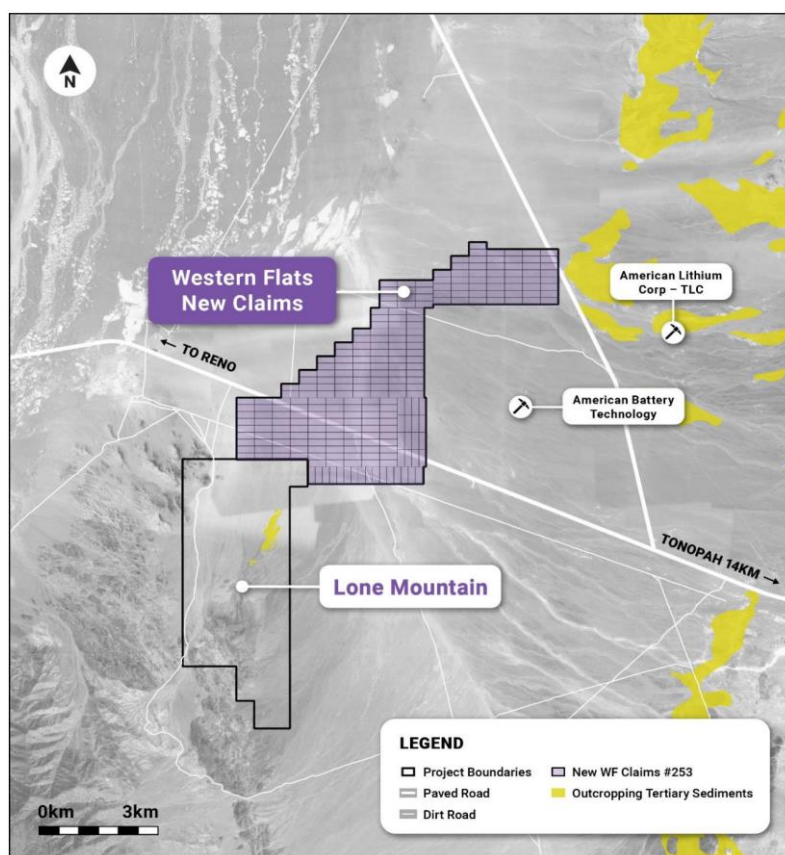 N
Western Flats
New Claims
American Lithium
Corp – TLC
← TO RENO
American Battery
Technology
TONOPAH 14KM →
Lone Mountain
LEGEND
Project Boundaries
New WF Claims #253
Paved Road
Outcropping Tertiary Sediments
Dirt Road
0km 3km